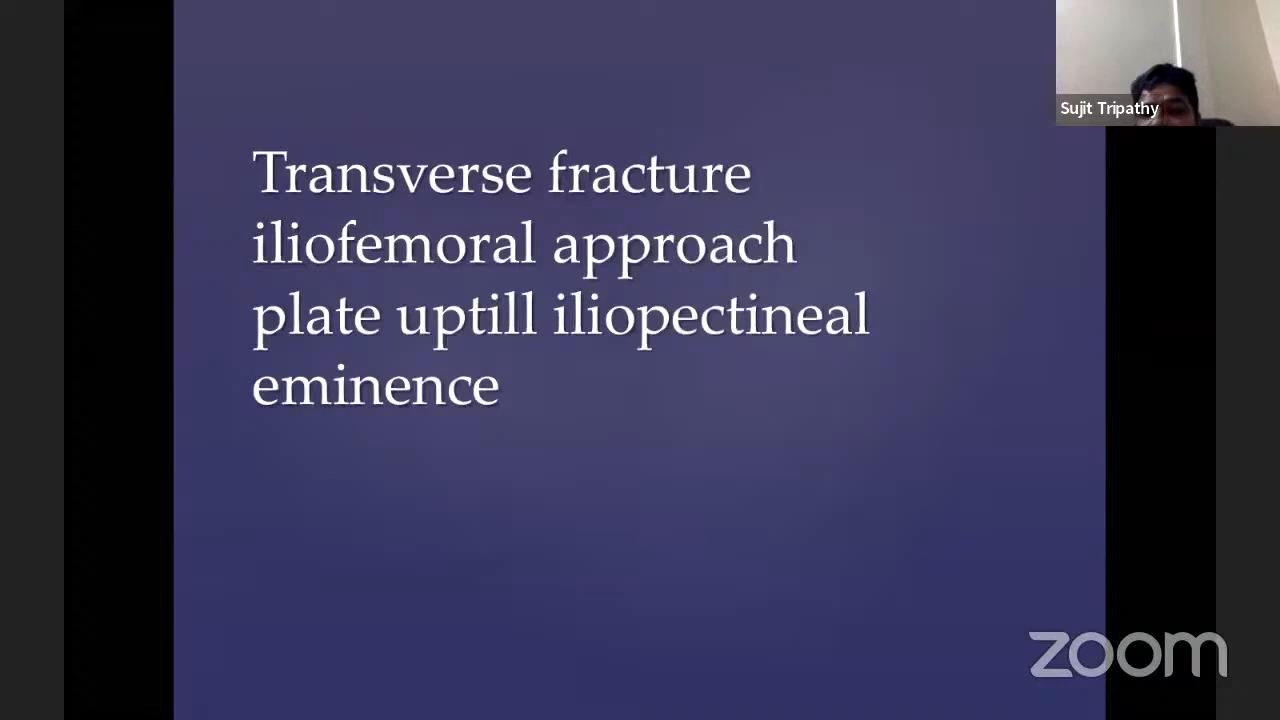 Sujit Tripathy
Transverse fracture
iliofemoral approach
plate uptill iliopectineal
eminence
zoom